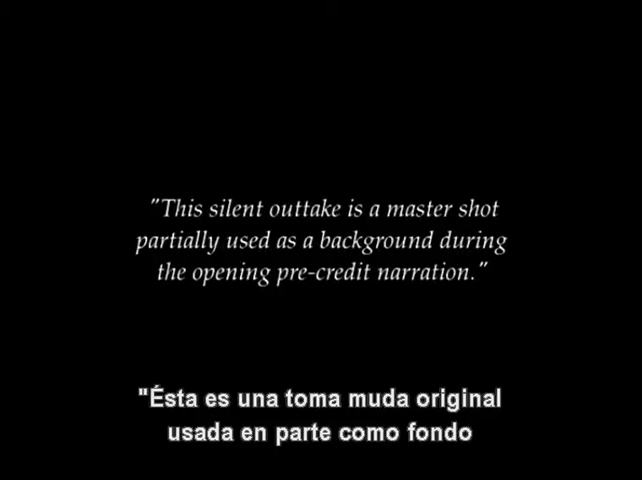 "This silent outtake is a master shot
partially used as a background during
the opening pre-credit narration."
"Ésta es una toma muda original
usada en parte como fondo